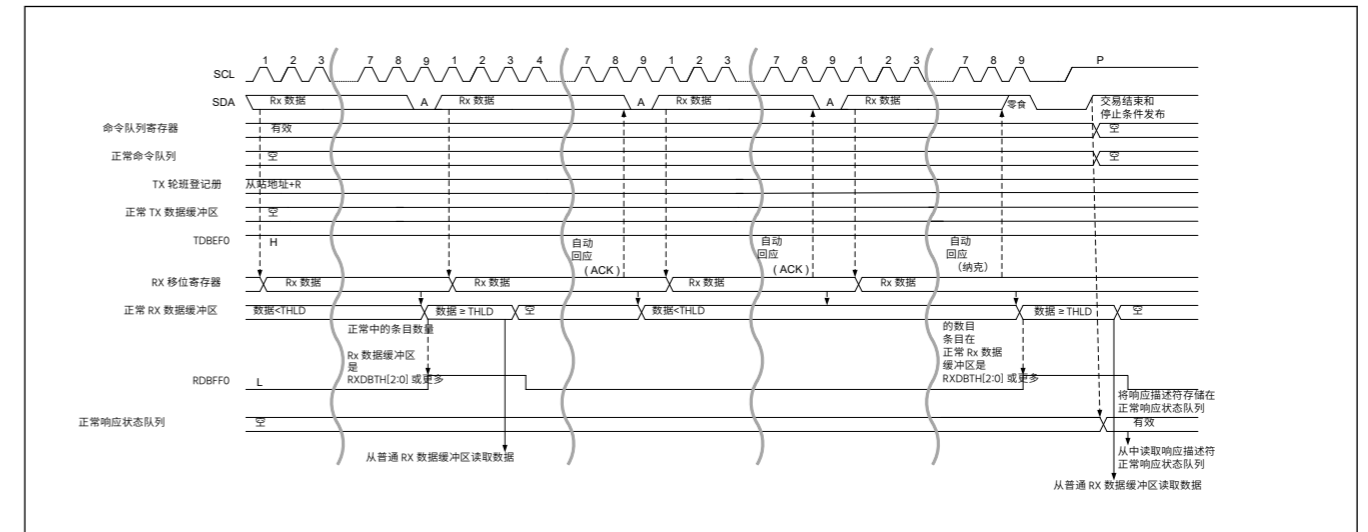 1 2 3 7 8 9 1 2 3 4 7 8 9 1 2 3 7 8 9 1 2 3 7 8 9 P
SCL
SDA Rx 数据 A Rx 数据 A Rx 数据 A Rx 数据 零食 交易结束和
停止条件发布
命令队列寄存器 有效 空
正常命令队列 空 空
TX 轮班登记册 从站地址+R
正常 TX 数据缓冲区 空
TDBEF0 H
自动
回应
(ACK)
自动
回应
(ACK)
自动
回应
(纳克)
RX 移位寄存器 Rx 数据 Rx 数据 Rx 数据 Rx 数据
正常 RX 数据缓冲区 数据<THLD 数据 ≥ THLD 空 数据<THLD 数据 ≥ THLD 空
正常中的条目数量
Rx 数据缓冲区
是
RXDBTH[2:0] 或更多
的数目
条目在
正常 Rx 数据
缓冲区是
RXDBTH[2:0] 或更多
RDBFF0 L
将响应描述符存储在
正常响应状态队列
正常响应状态队列 空 有效
从普通 RX 数据缓冲区读取数据
从中读取响应描述符
正常响应状态队列
从普通 RX 数据缓冲区读取数据